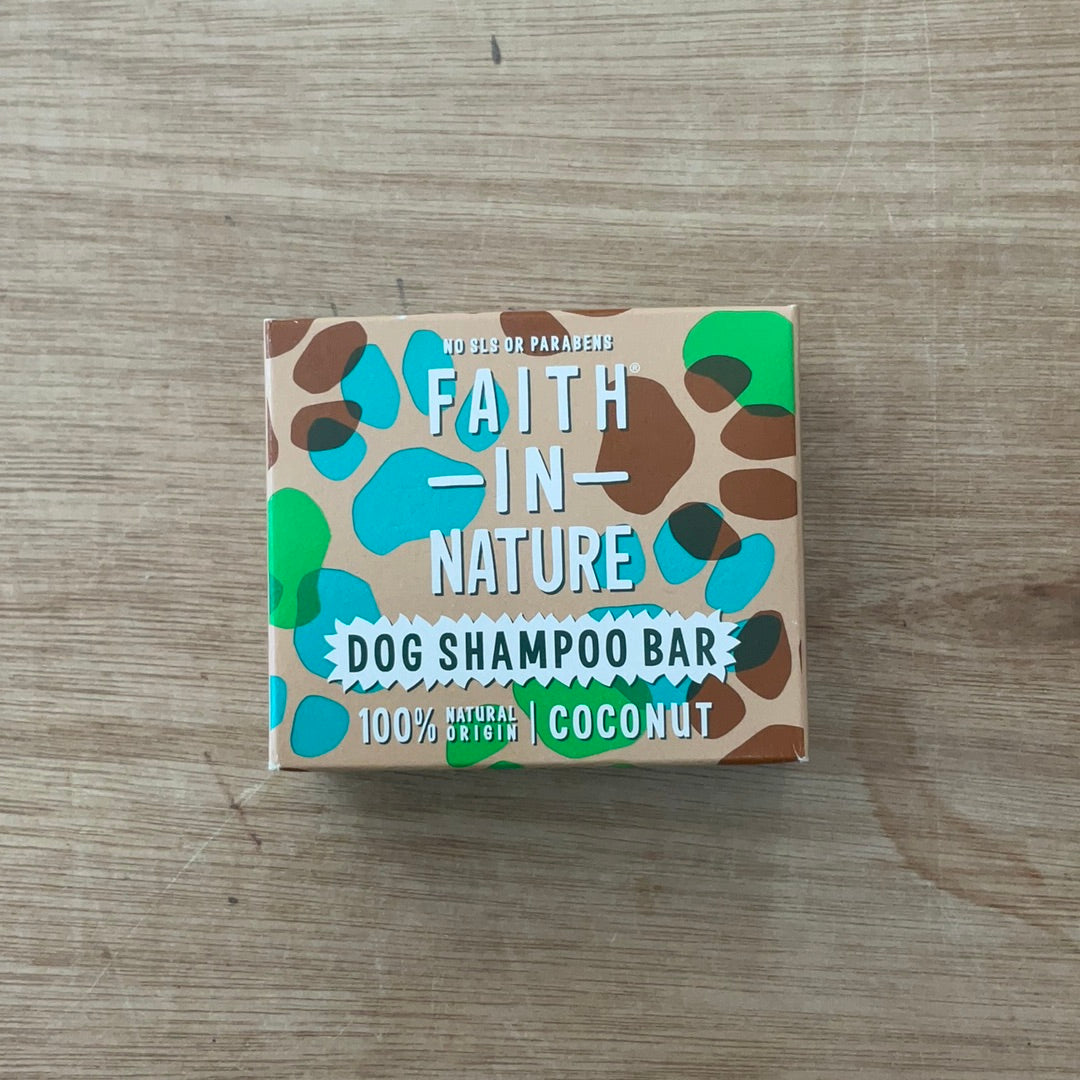 NO SLS OR PARABENS
FAITH®
—IN—
NATURE
DOG SHAMPOO BAR
100% NATURAL ORIGIN | COCONUT